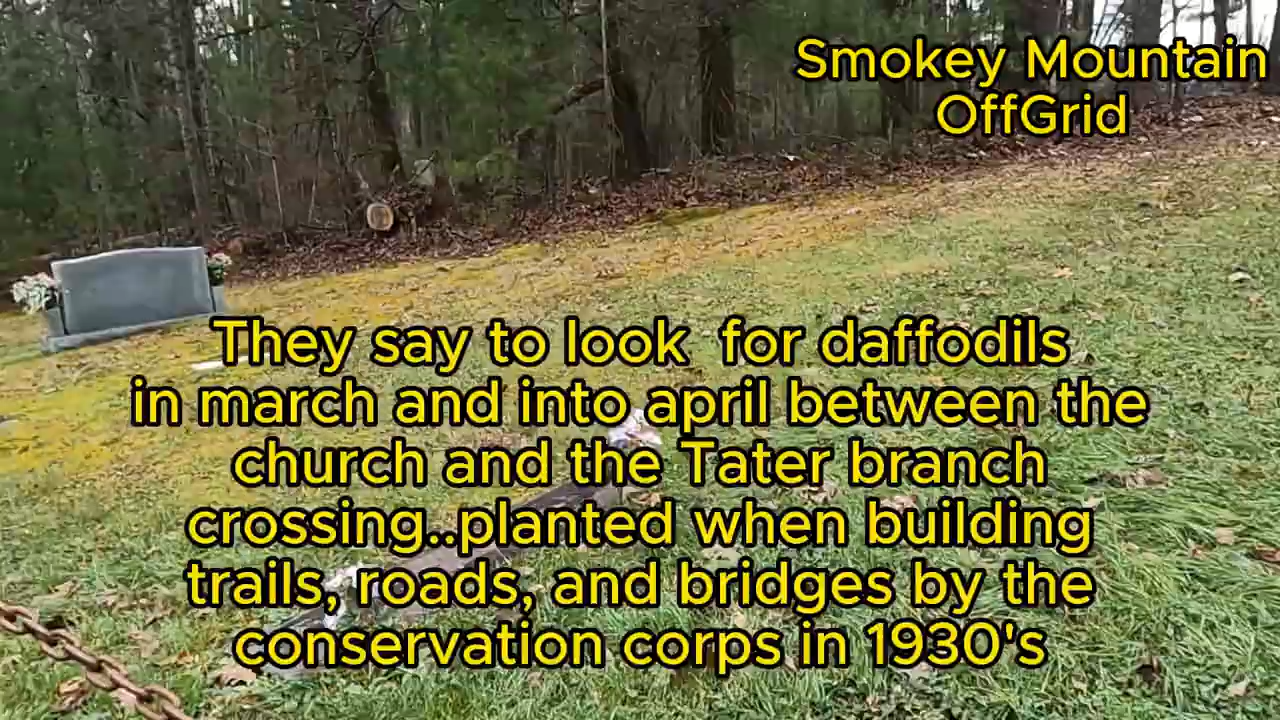 Smokey Mountain
OffGrid
They say to look  for daffodils
in march and into april between the
church and the Tater branch
crossing..planted when building
trails, roads, and bridges by the
conservation corps in 1930's